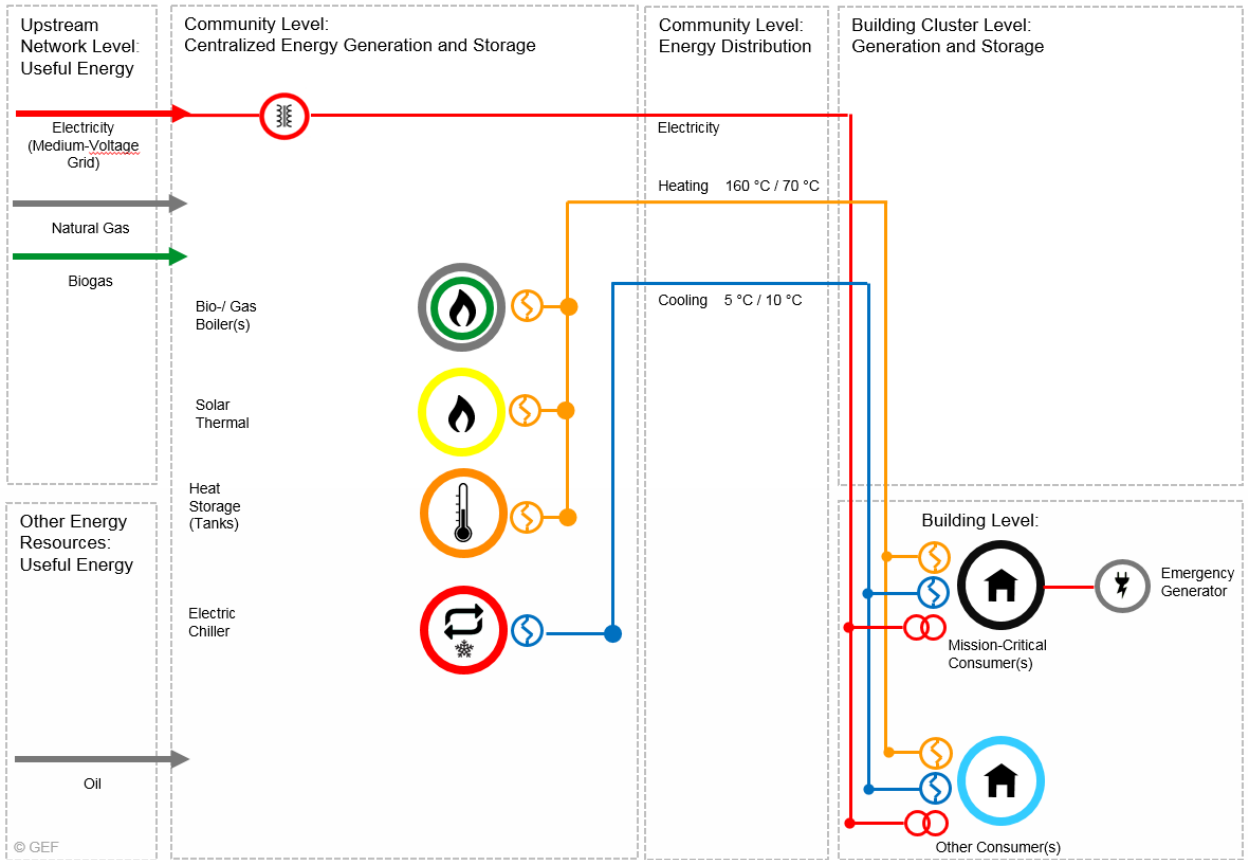 Upstream
Network Level:
Useful Energy
Electricity
(Medium-Voltage
Grid)
Natural Gas
Biogas
Other Energy
Resources:
Useful Energy
Oil
© GEF
Community Level:
Centralized Energy Generation and Storage
Bio-/ Gas
Boiler(s)
Solar
Thermal
Heat
Storage
(Tanks)
Electric
Chiller
Community Level:
Energy Distribution
Electricity
Heating 160 °C / 70 °C
Cooling 5 °C / 10 °C
Building Cluster Level:
Generation and Storage
Building Level:
Emergency
Generator
Mission-Critical
Consumer(s)
Other Consumer(s)